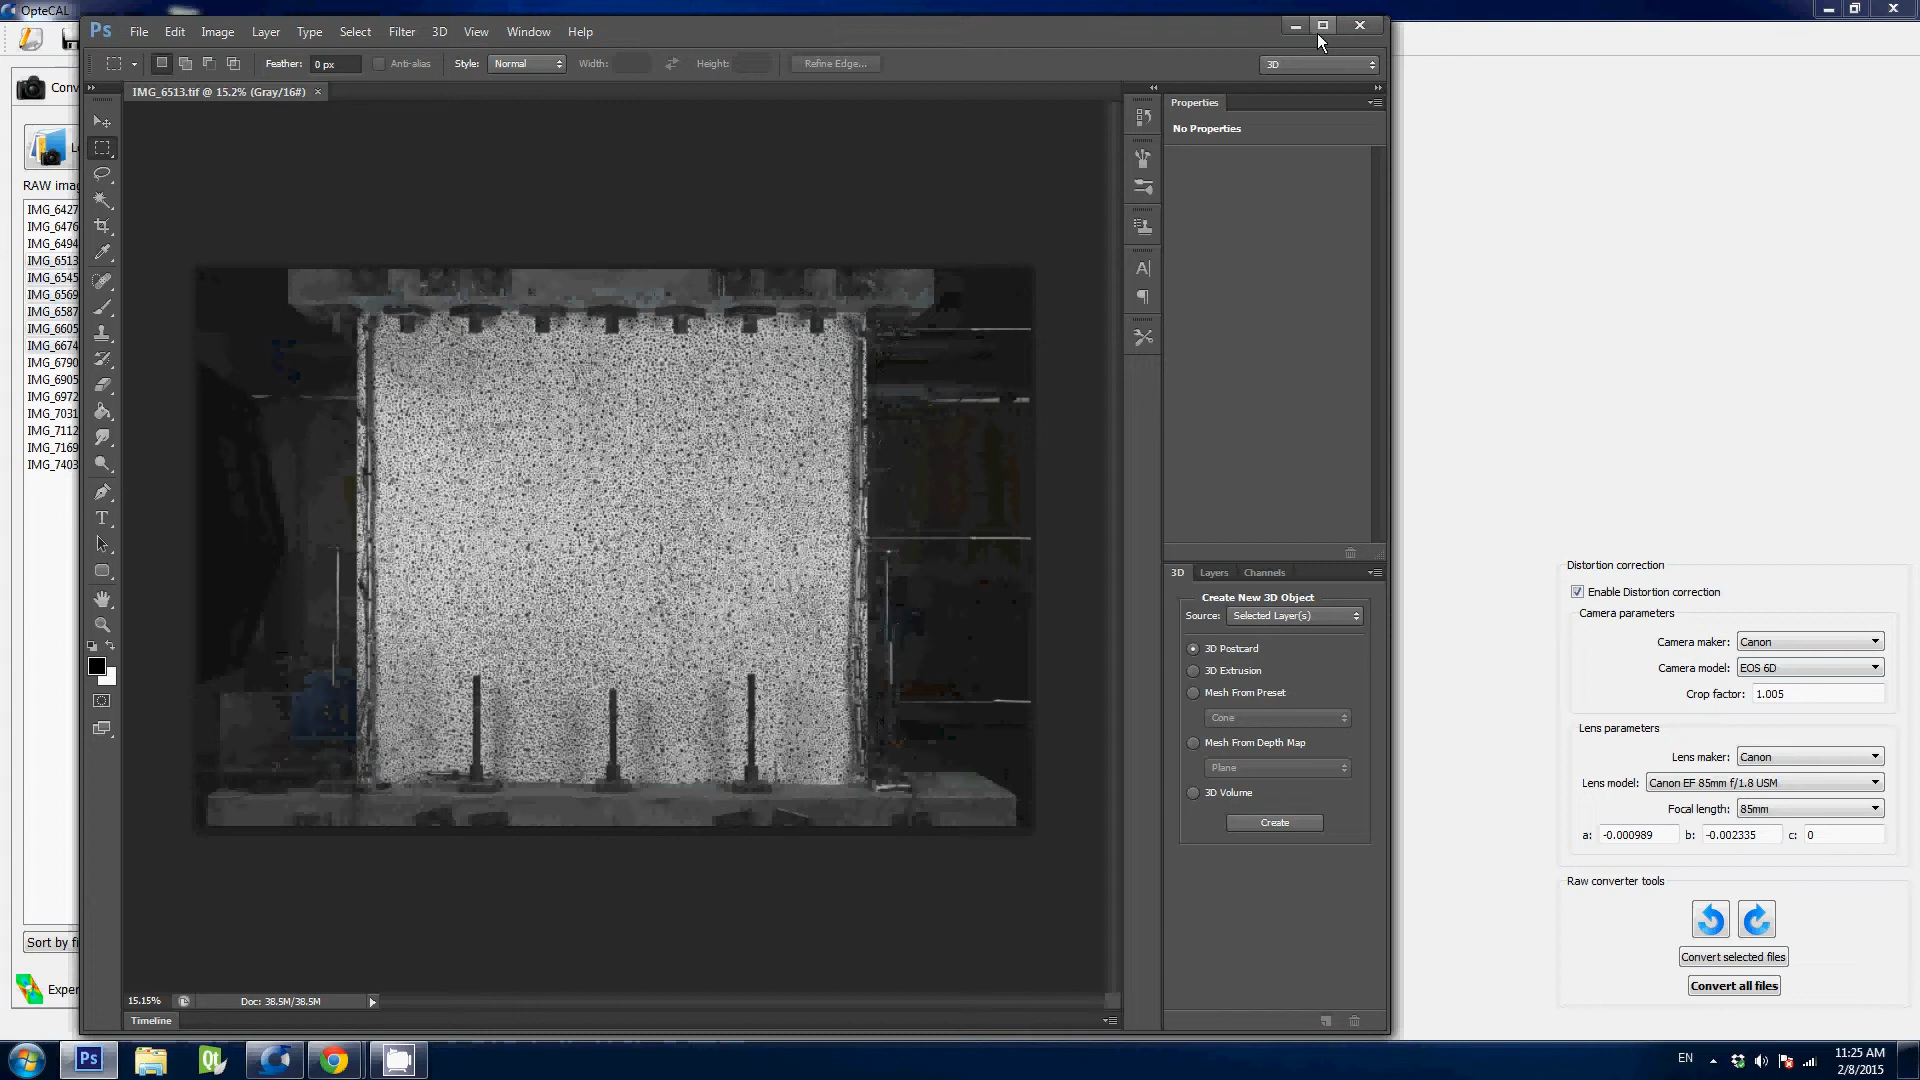 OpteCAL
Ps File Edit Image Layer Type Select Filter 3D View Window Help
Feather: 0 px Anti-alias Style: Normal Width: Height: Refine Edge... 3D
IMG_6513.tif @ 15.2% (Gray/16#) ×
Conv
RAW imag
IMG_6427
IMG_6476
IMG_6494
IMG_6513
IMG_6545
IMG_6569
IMG_6587
IMG_6605
IMG_6674
IMG_6790
IMG_6905
IMG_6972
IMG_7031
IMG_7112
IMG_7169
IMG_7403
Sort by fi
Exper
Properties
No Properties
3D Layers Channels
Create New 3D Object
Source: Selected Layer(s)
3D Postcard
3D Extrusion
Mesh From Preset
Cone
Mesh From Depth Map
Plane
3D Volume
Create
15.15% Doc: 38.5M/38.5M
Timeline
Distortion correction
Enable Distortion correction
Camera parameters
Camera maker: Canon
Camera model: EOS 6D
Crop factor: 1.005
Lens parameters
Lens maker: Canon
Lens model: Canon EF 85mm f/1.8 USM
Focal length: 85mm
a: -0.000989 b: -0.002335 c: 0
Raw converter tools
Convert selected files
Convert all files
Ps Qt EN 11:25 AM
2/8/2015